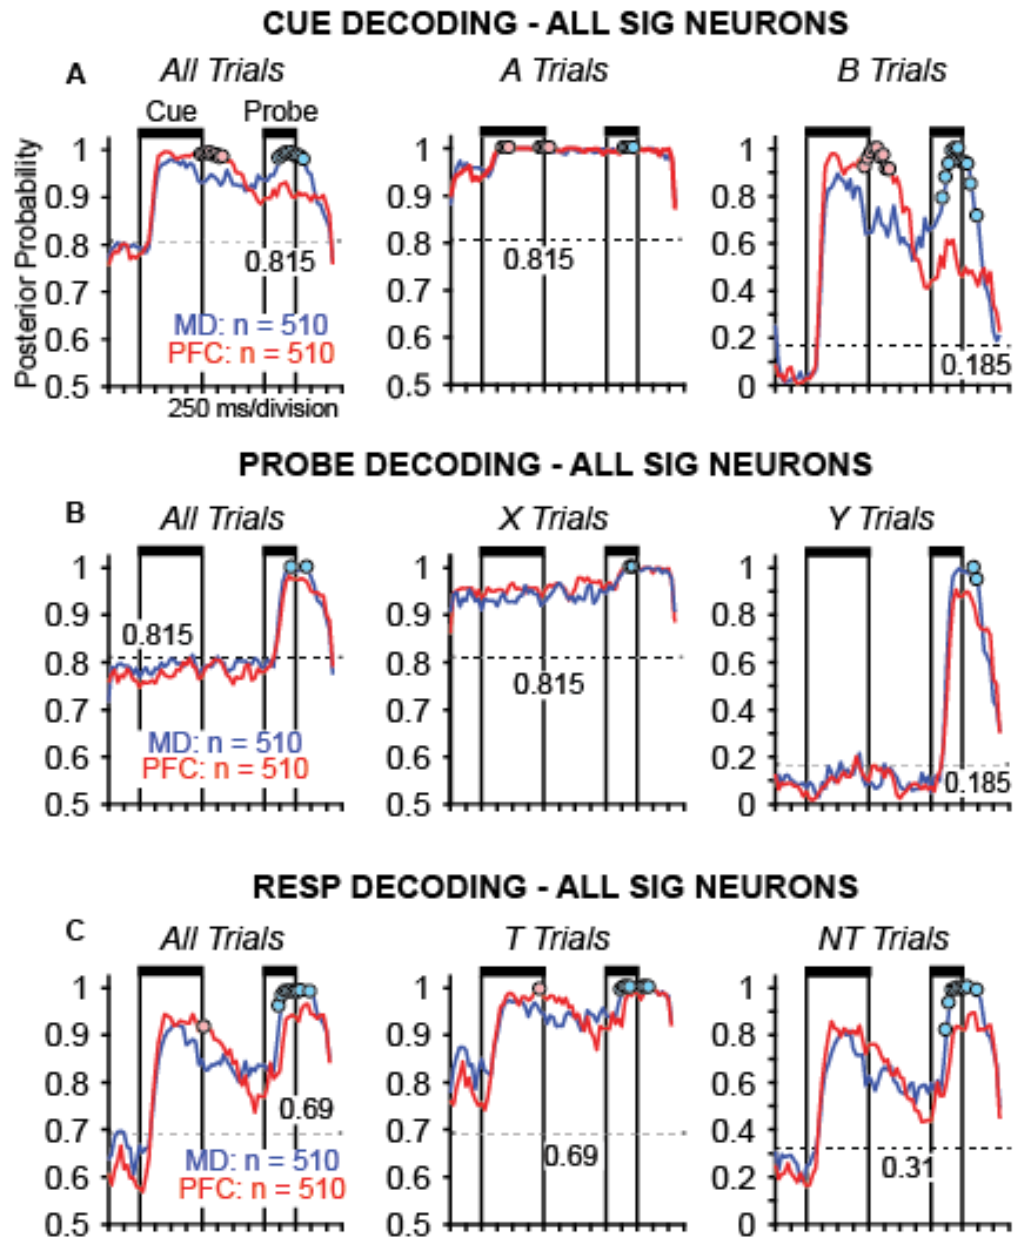 CUE DECODING - ALL SIG NEURONS
A
All Trials
A Trials
B Trials
Cue
Probe
Posterior Probability
1
0.9
0.8
0.7
0.6
0.5
0.815
MD: n = 510
PFC: n = 510
250 ms/division
1
0.9
0.8
0.7
0.6
0.5
0.815
1
0.8
0.6
0.4
0.2
0
0.185
PROBE DECODING - ALL SIG NEURONS
B
All Trials
X Trials
Y Trials
1
0.9
0.8
0.7
0.6
0.5
0.815
MD: n = 510
PFC: n = 510
1
0.9
0.8
0.7
0.6
0.5
0.815
1
0.8
0.6
0.4
0.2
0
0.185
RESP DECODING - ALL SIG NEURONS
C
All Trials
T Trials
NT Trials
1
0.9
0.8
0.7
0.6
0.5
0.69
MD: n = 510
PFC: n = 510
1
0.9
0.8
0.7
0.6
0.5
0.69
1
0.8
0.6
0.4
0.2
0
0.31